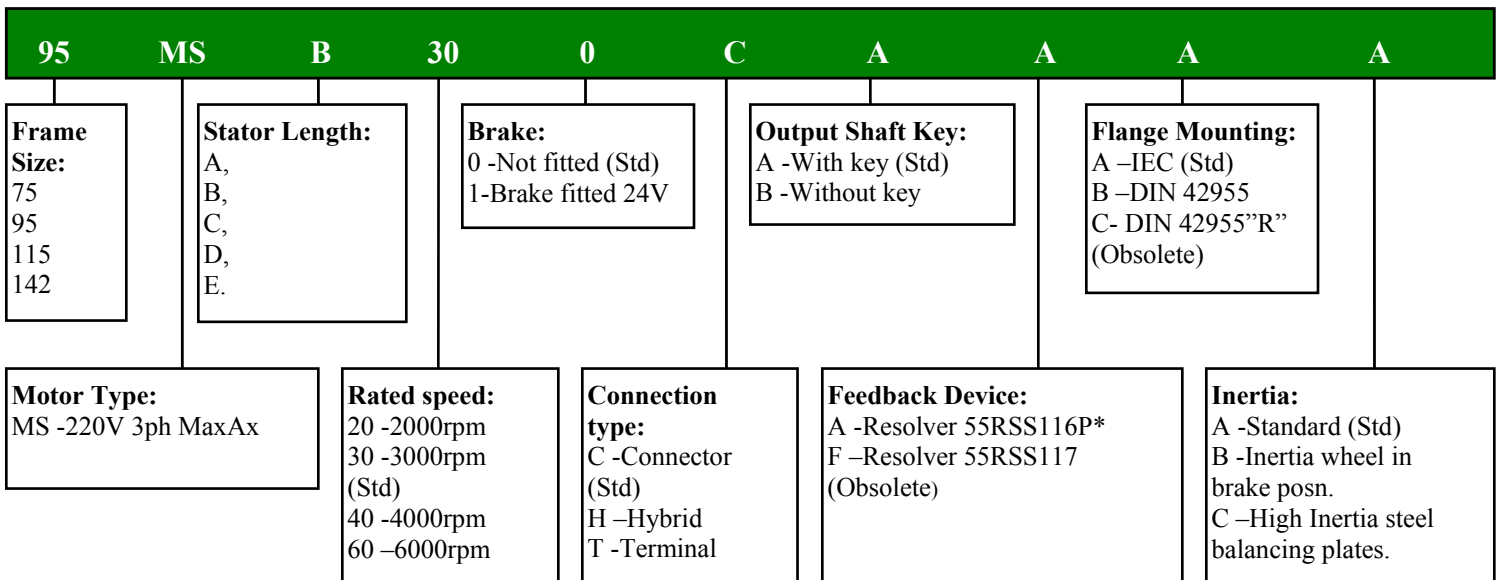 95 MS B 30 0 C A A A A
Frame
Size:
75
95
115
142
Stator Length:
A,
B,
C,
D,
E.
Brake:
0 -Not fitted (Std)
1-Brake fitted 24V
Output Shaft Key:
A -With key (Std)
B -Without key
Flange Mounting:
A –IEC (Std)
B –DIN 42955
C- DIN 42955”R”
(Obsolete)
Motor Type:
MS -220V 3ph MaxAx
Rated speed:
20 -2000rpm
30 -3000rpm
(Std)
40 -4000rpm
60 –6000rpm
Connection
type:
C -Connector
(Std)
H –Hybrid
T -Terminal
Feedback Device:
A -Resolver 55RSS116P*
F –Resolver 55RSS117
(Obsolete)
Inertia:
A -Standard (Std)
B -Inertia wheel in
brake posn.
C –High Inertia steel
balancing plates.